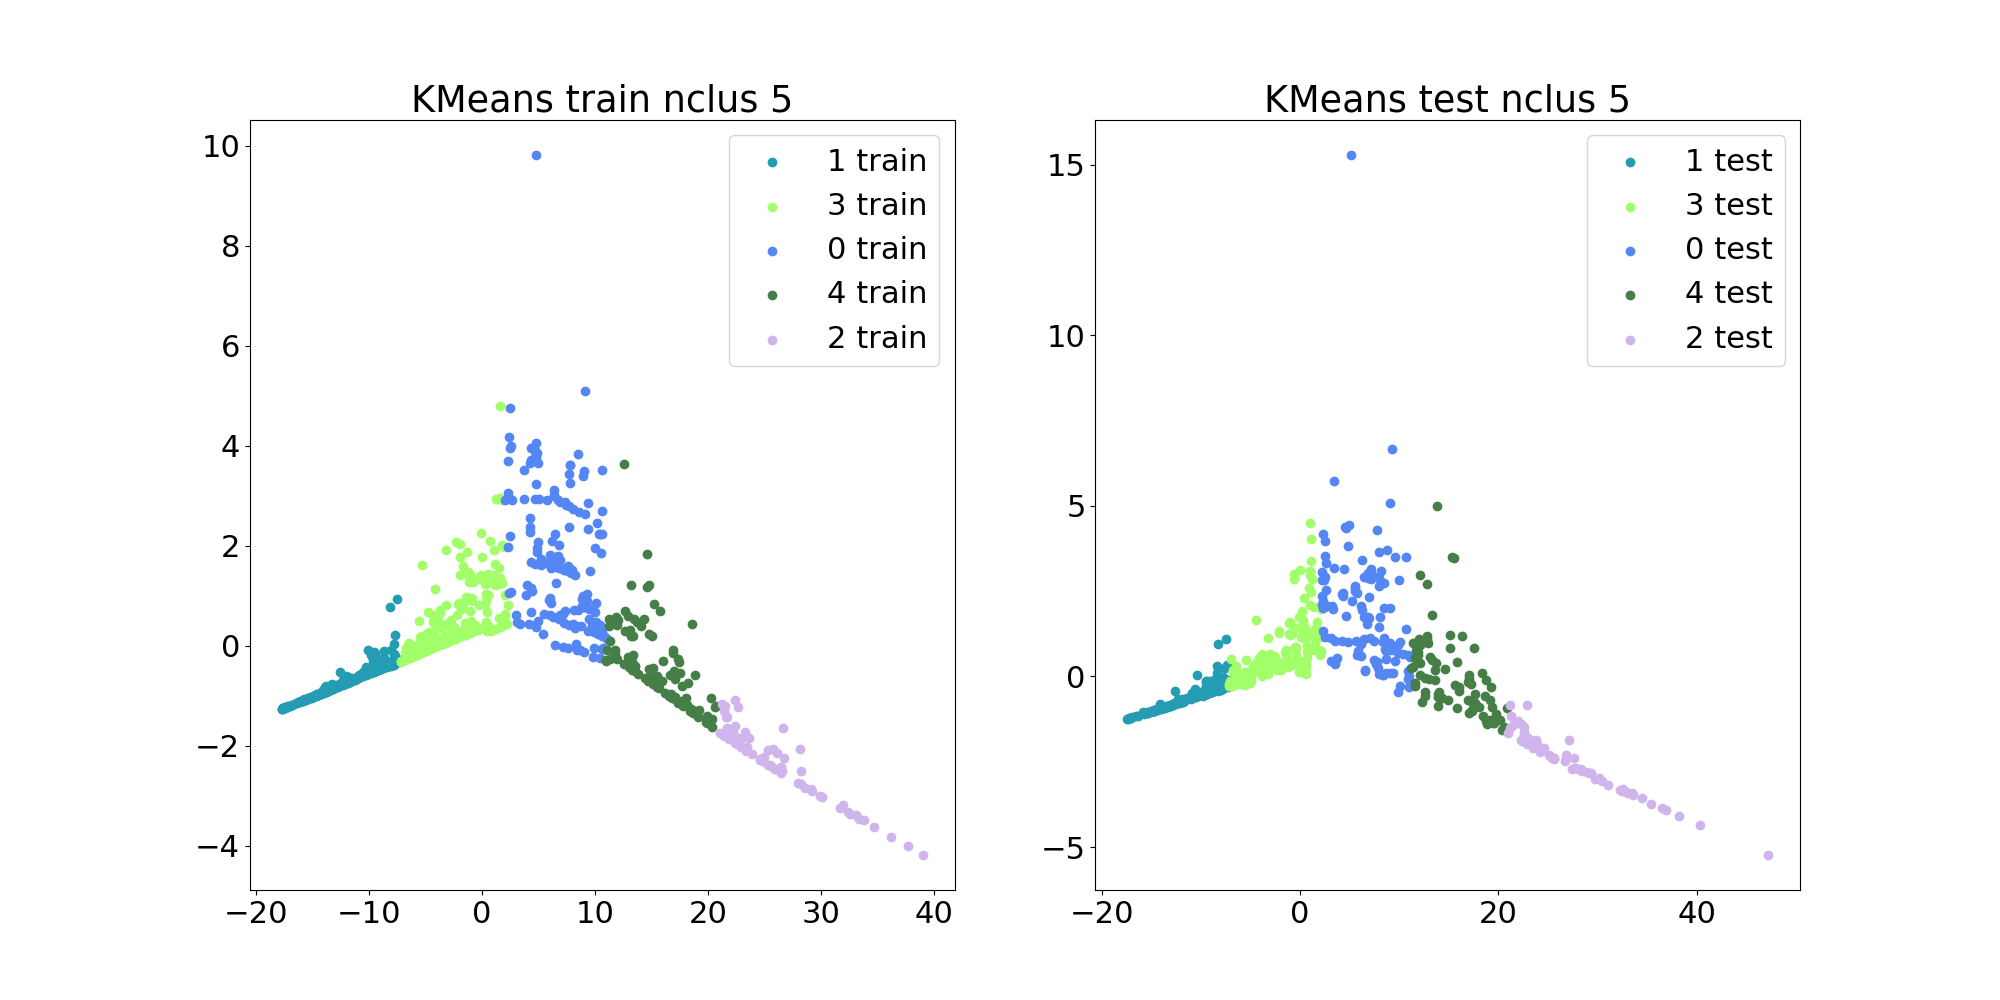 KMeans train nclus 5
10
8
6
4
2
0
−2
−4
−20
−10
0
10
20
30
40
1 train
3 train
0 train
4 train
2 train
KMeans test nclus 5
15
10
5
0
−5
−20
0
20
40
1 test
3 test
0 test
4 test
2 test